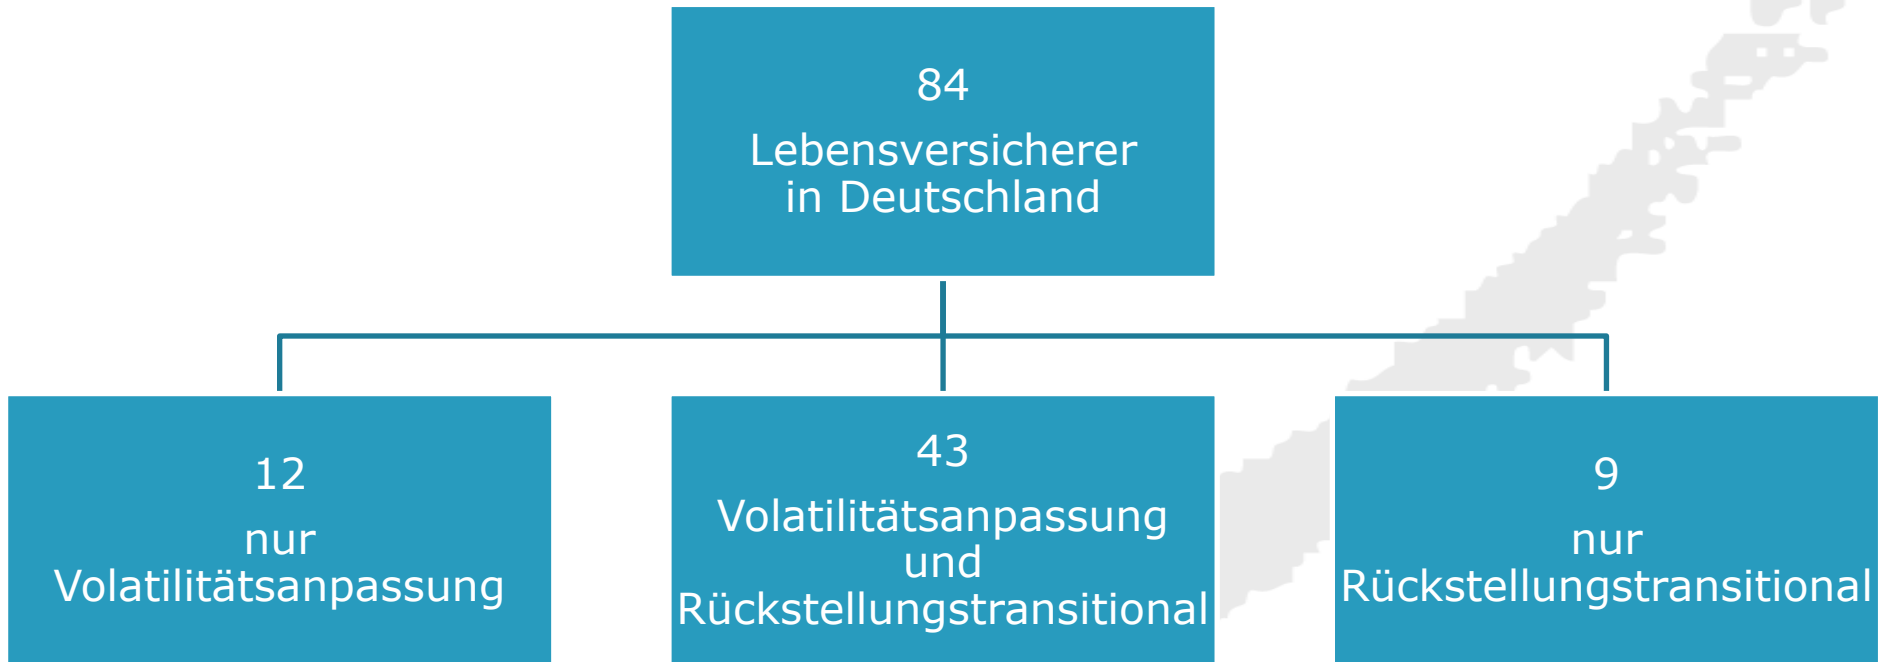 84
Lebensversicherer
in Deutschland
12
nur
Volatilitätsanpassung
43
Volatilitätsanpassung
und
Rückstellungstransitional
9
nur
Rückstellungstransitional